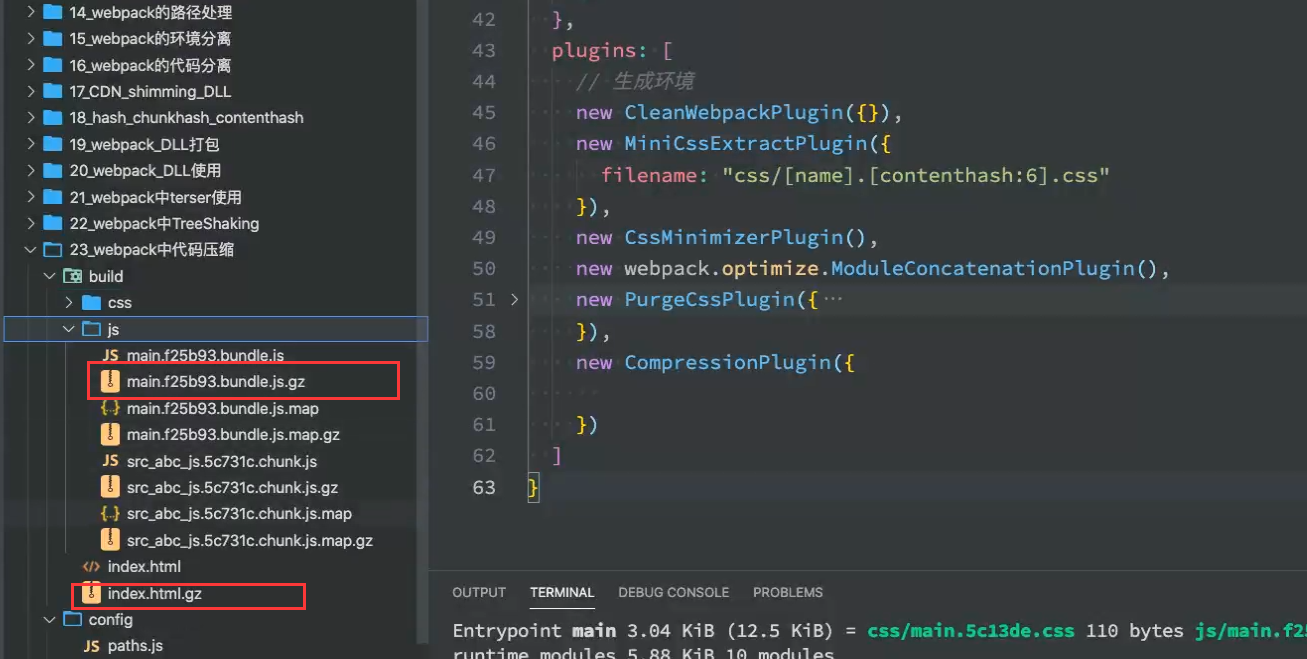 14_webpack的路径处理
15_webpack的环境分离
16_webpack的代码分离
17_CDN_shimming_DLL
18_hash_chunkhash_contenthash
19_webpack_DLL打包
20_webpack_DLL使用
21_webpack中terser使用
22_webpack中TreeShaking
23_webpack中代码压缩
build
css
js
JS main.f25b93.bundle.js
main.f25b93.bundle.js.gz
{..} main.f25b93.bundle.js.map
main.f25b93.bundle.js.map.gz
JS src_abc_js.5c731c.chunk.js
src_abc_js.5c731c.chunk.js.gz
{..} src_abc_js.5c731c.chunk.js.map
src_abc_js.5c731c.chunk.js.map.gz
</> index.html
index.html.gz
config
JS paths.js
42 },
43 plugins: [
44 // 生成环境
45 new CleanWebpackPlugin({}),
46 new MiniCssExtractPlugin({
47 filename: "css/[name].[contenthash:6].css"
48 }),
49 new CssMinimizerPlugin(),
50 new webpack.optimize.ModuleConcatenationPlugin(),
51 new PurgeCssPlugin({ ···
58 }),
59 new CompressionPlugin({
60
61 })
62 ]
63 }
OUTPUT TERMINAL DEBUG CONSOLE PROBLEMS
Entrypoint main 3.04 KiB (12.5 KiB) = css/main.5c13de.css 110 bytes js/main.f25
runtime modules 5.88 KiB 10 modules